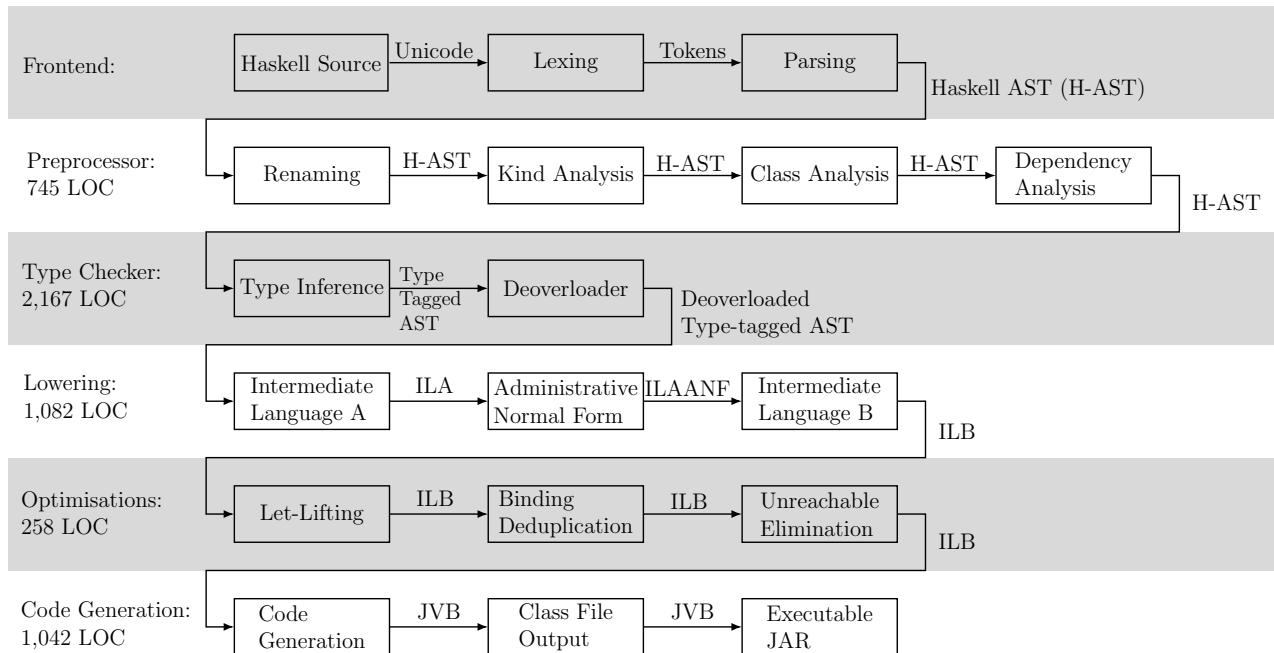 Frontend:
Haskell Source
Unicode
Lexing
Tokens
Parsing
Haskell AST (H-AST)
Preprocessor:
745 LOC
Renaming
H-AST
Kind Analysis
H-AST
Class Analysis
H-AST
Dependency
Analysis
H-AST
Type Checker:
2,167 LOC
Type Inference
Type
Tagged
AST
Deoverloader
Deoverloaded
Type-tagged AST
Lowering:
1,082 LOC
Intermediate
Language A
ILA
Administrative
Normal Form
ILAANF
Intermediate
Language B
ILB
Optimisations:
258 LOC
Let-Lifting
ILB
Binding
Deduplication
ILB
Unreachable
Elimination
ILB
Code Generation:
1,042 LOC
Code
Generation
JVB
Class File
Output
JVB
Executable
JAR